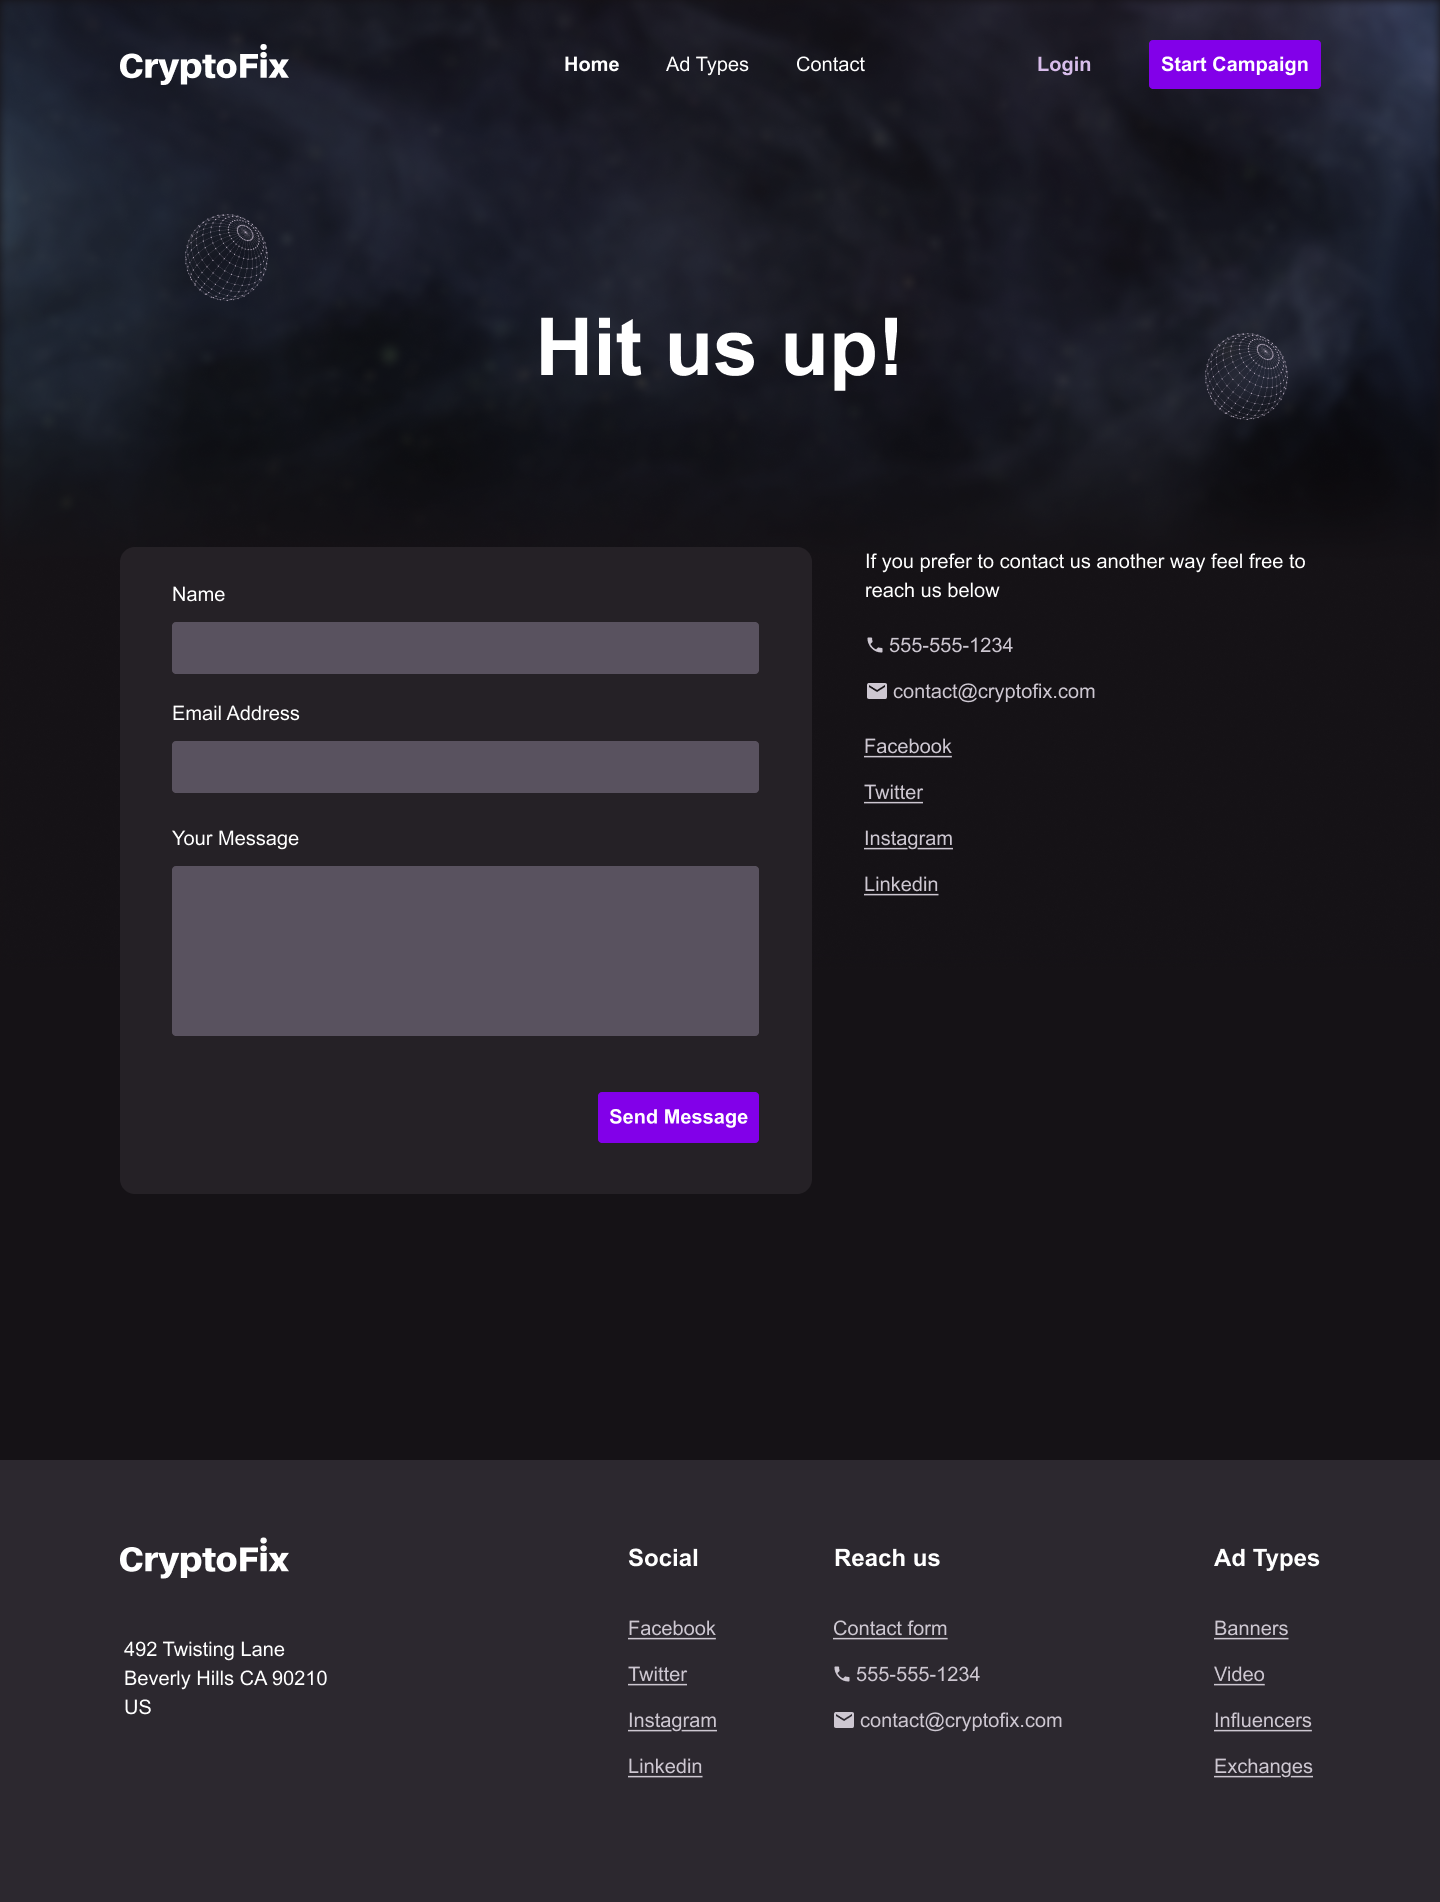 CryptoFix
Home
Ad Types
Contact
Login
Start Campaign
Hit us up!
Name
Email Address
Your Message
Send Message
If you prefer to contact us another way feel free to
reach us below
555-555-1234
contact@cryptofix.com
Facebook
Twitter
Instagram
Linkedin
CryptoFix
492 Twisting Lane
Beverly Hills CA 90210
US
Social
Facebook
Twitter
Instagram
Linkedin
Reach us
Contact form
555-555-1234
contact@cryptofix.com
Ad Types
Banners
Video
Influencers
Exchanges